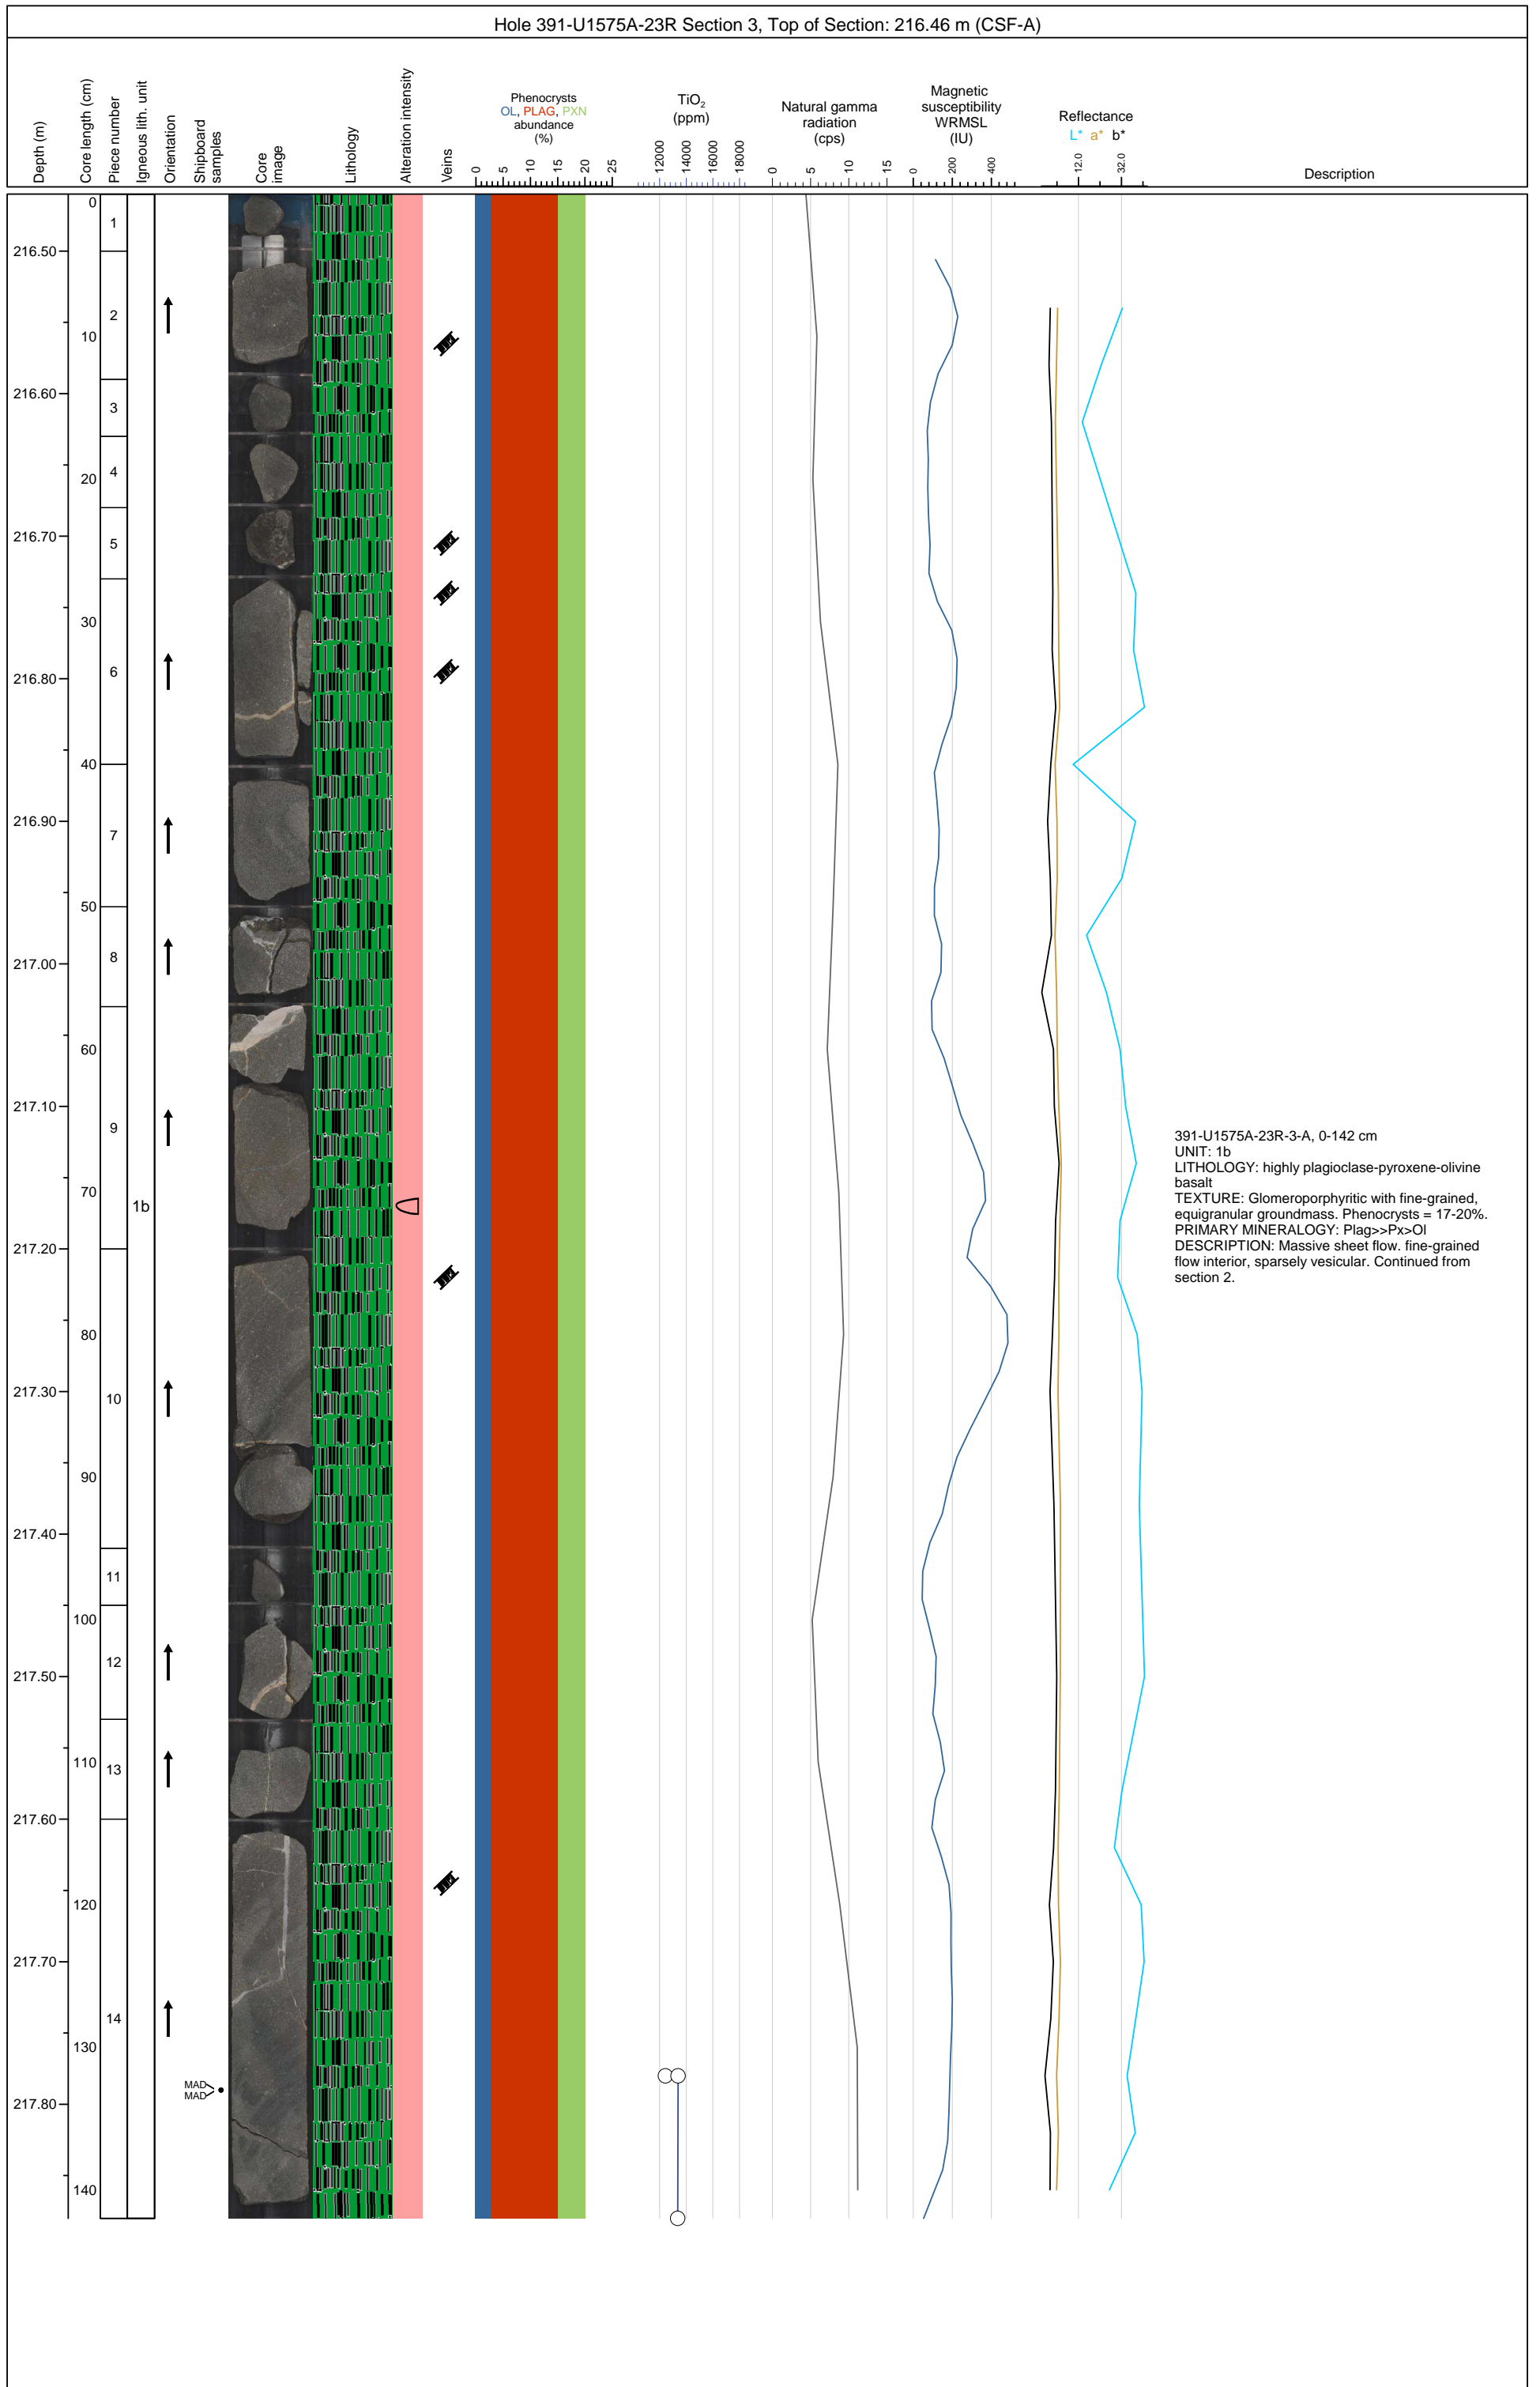 Hole 391-U1575A-23R Section 3, Top of Section: 216.46 m (CSF-A)
Depth (m)
Core length (cm)
Piece number
Igneous lith. unit
Orientation
Shipboard
samples
Core
image
Lithology
Alteration intensity
Veins
Phenocrysts
OL, PLAG, PXN
abundance
(%)
0 5 10 15 20 25
TiO2
(ppm)
12000 14000 16000 18000
Natural gamma
radiation
(cps)
0 5 10 15
Magnetic
susceptibility
WRMSL
(IU)
0 200 400
Reflectance
L* a* b*
12.0 32.0
Description
0
1
216.50
2
10
216.60
3
4
20
216.70
5
30
6
216.80
40
216.90
7
50
8
217.00
60
217.10
9
70
1b
217.20
80
217.30
10
90
217.40
11
100
12
217.50
110
13
217.60
120
217.70
14
130
MAD
MAD
217.80
140
391-U1575A-23R-3-A, 0-142 cm
UNIT: 1b
LITHOLOGY: highly plagioclase-pyroxene-olivine
basalt
TEXTURE: Glomeroporphyritic with fine-grained,
equigranular groundmass. Phenocrysts = 17-20%.
PRIMARY MINERALOGY: Plag>>Px>Ol
DESCRIPTION: Massive sheet flow. fine-grained
flow interior, sparsely vesicular. Continued from
section 2.